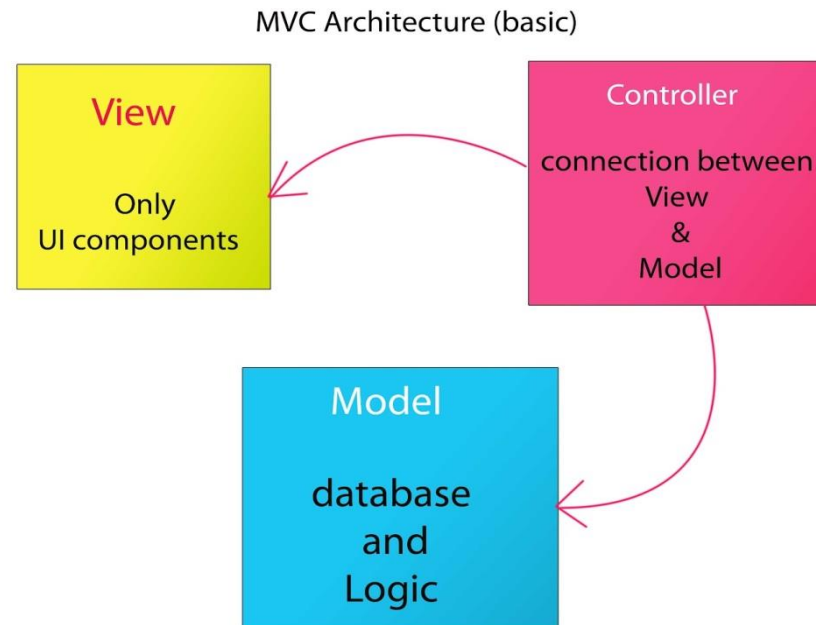 MVC Architecture (basic)
View
Only
UI components
Controller
connection between
View
&
Model
Model
database
and
Logic